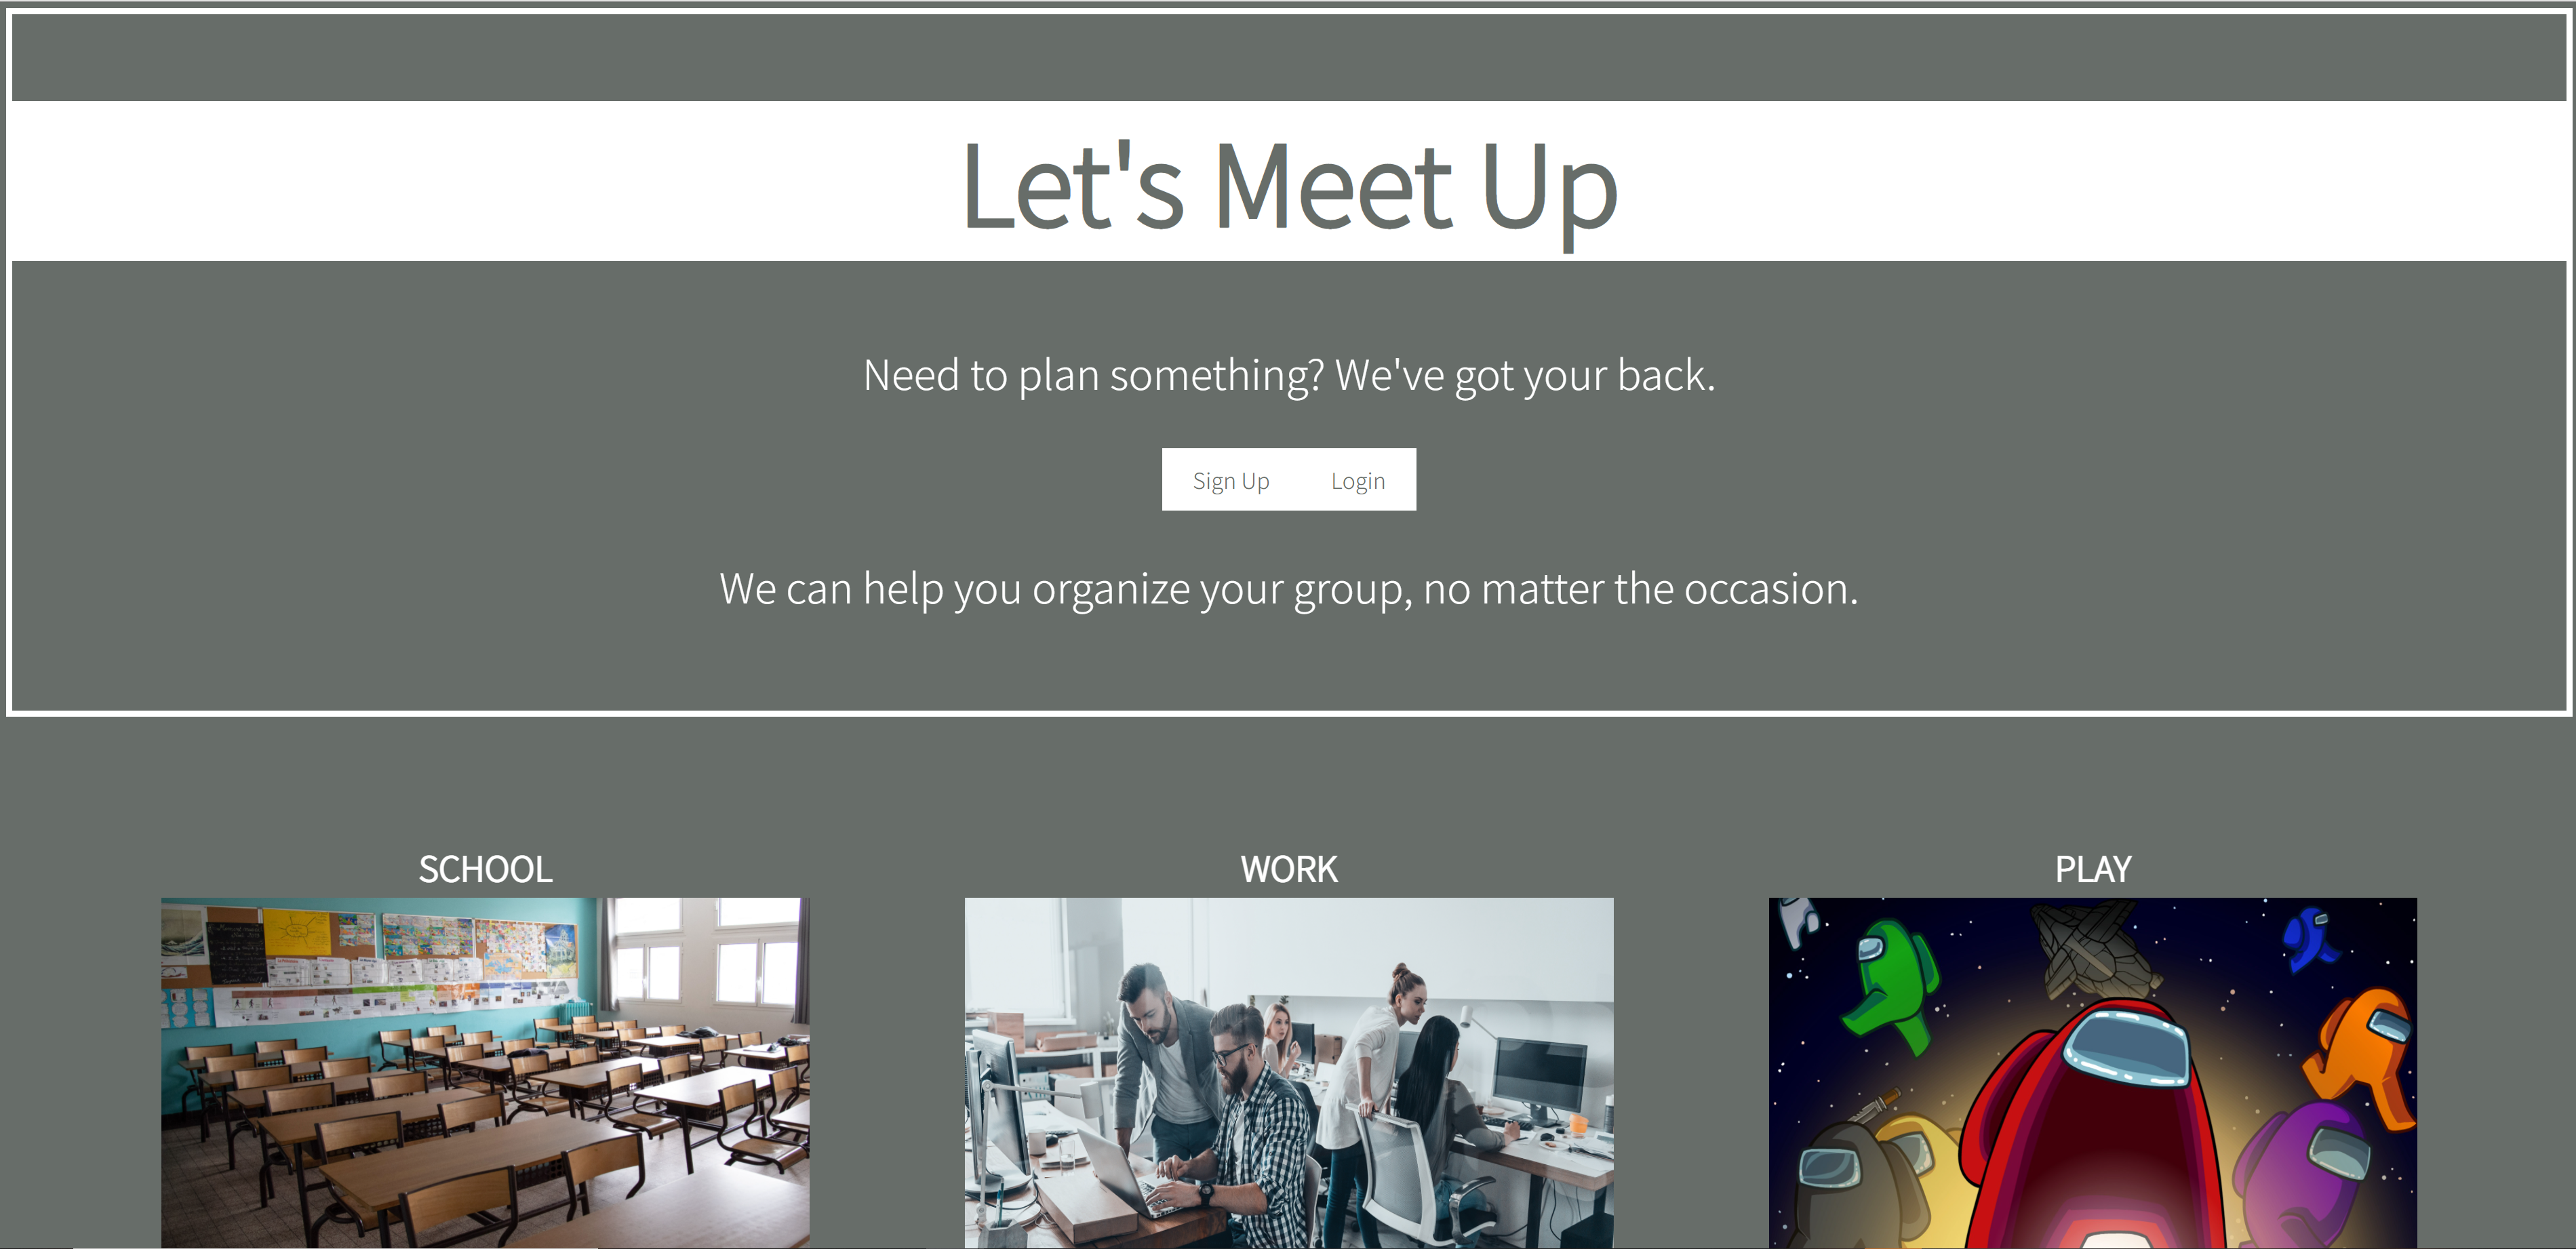 Let's Meet Up
Need to plan something? We've got your back.
Sign Up Login
We can help you organize your group, no matter the occasion.
SCHOOL WORK PLAY